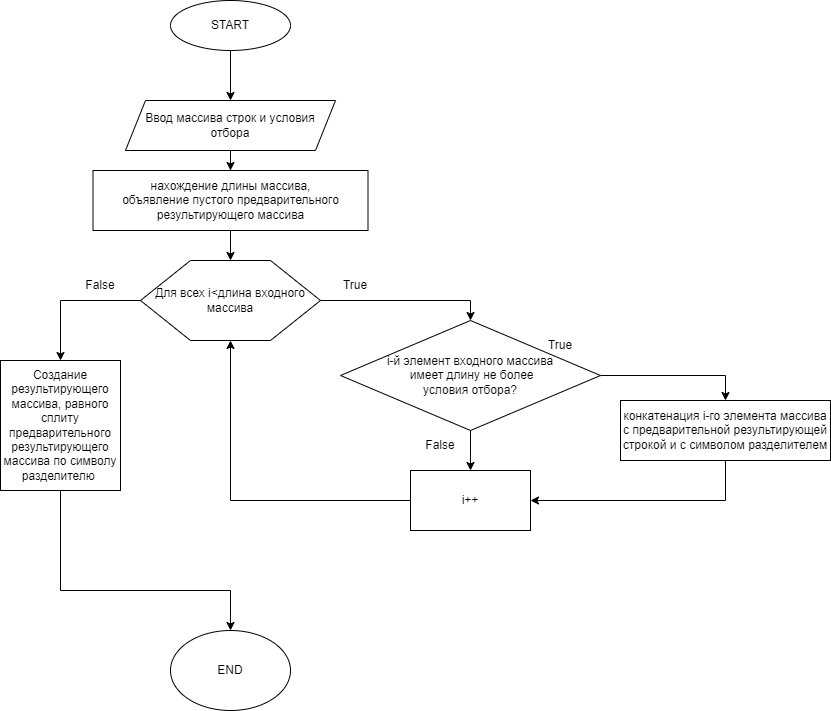 START
Ввод массива строк и условия
отбора
нахождение длины массива,
объявление пустого предварительного
результирующего массива
False
Для всех i<длина входного
массива
True
i-й элемент входного массива
имеет длину не более
условия отбора?
True
False
конкатенация i-го элемента массива
с предварительной результирующей
строкой и с символом разделителем
i++
Создание
результирующего
массива, равного
сплиту
предварительного
результирующего
массива по символу
разделителю
END